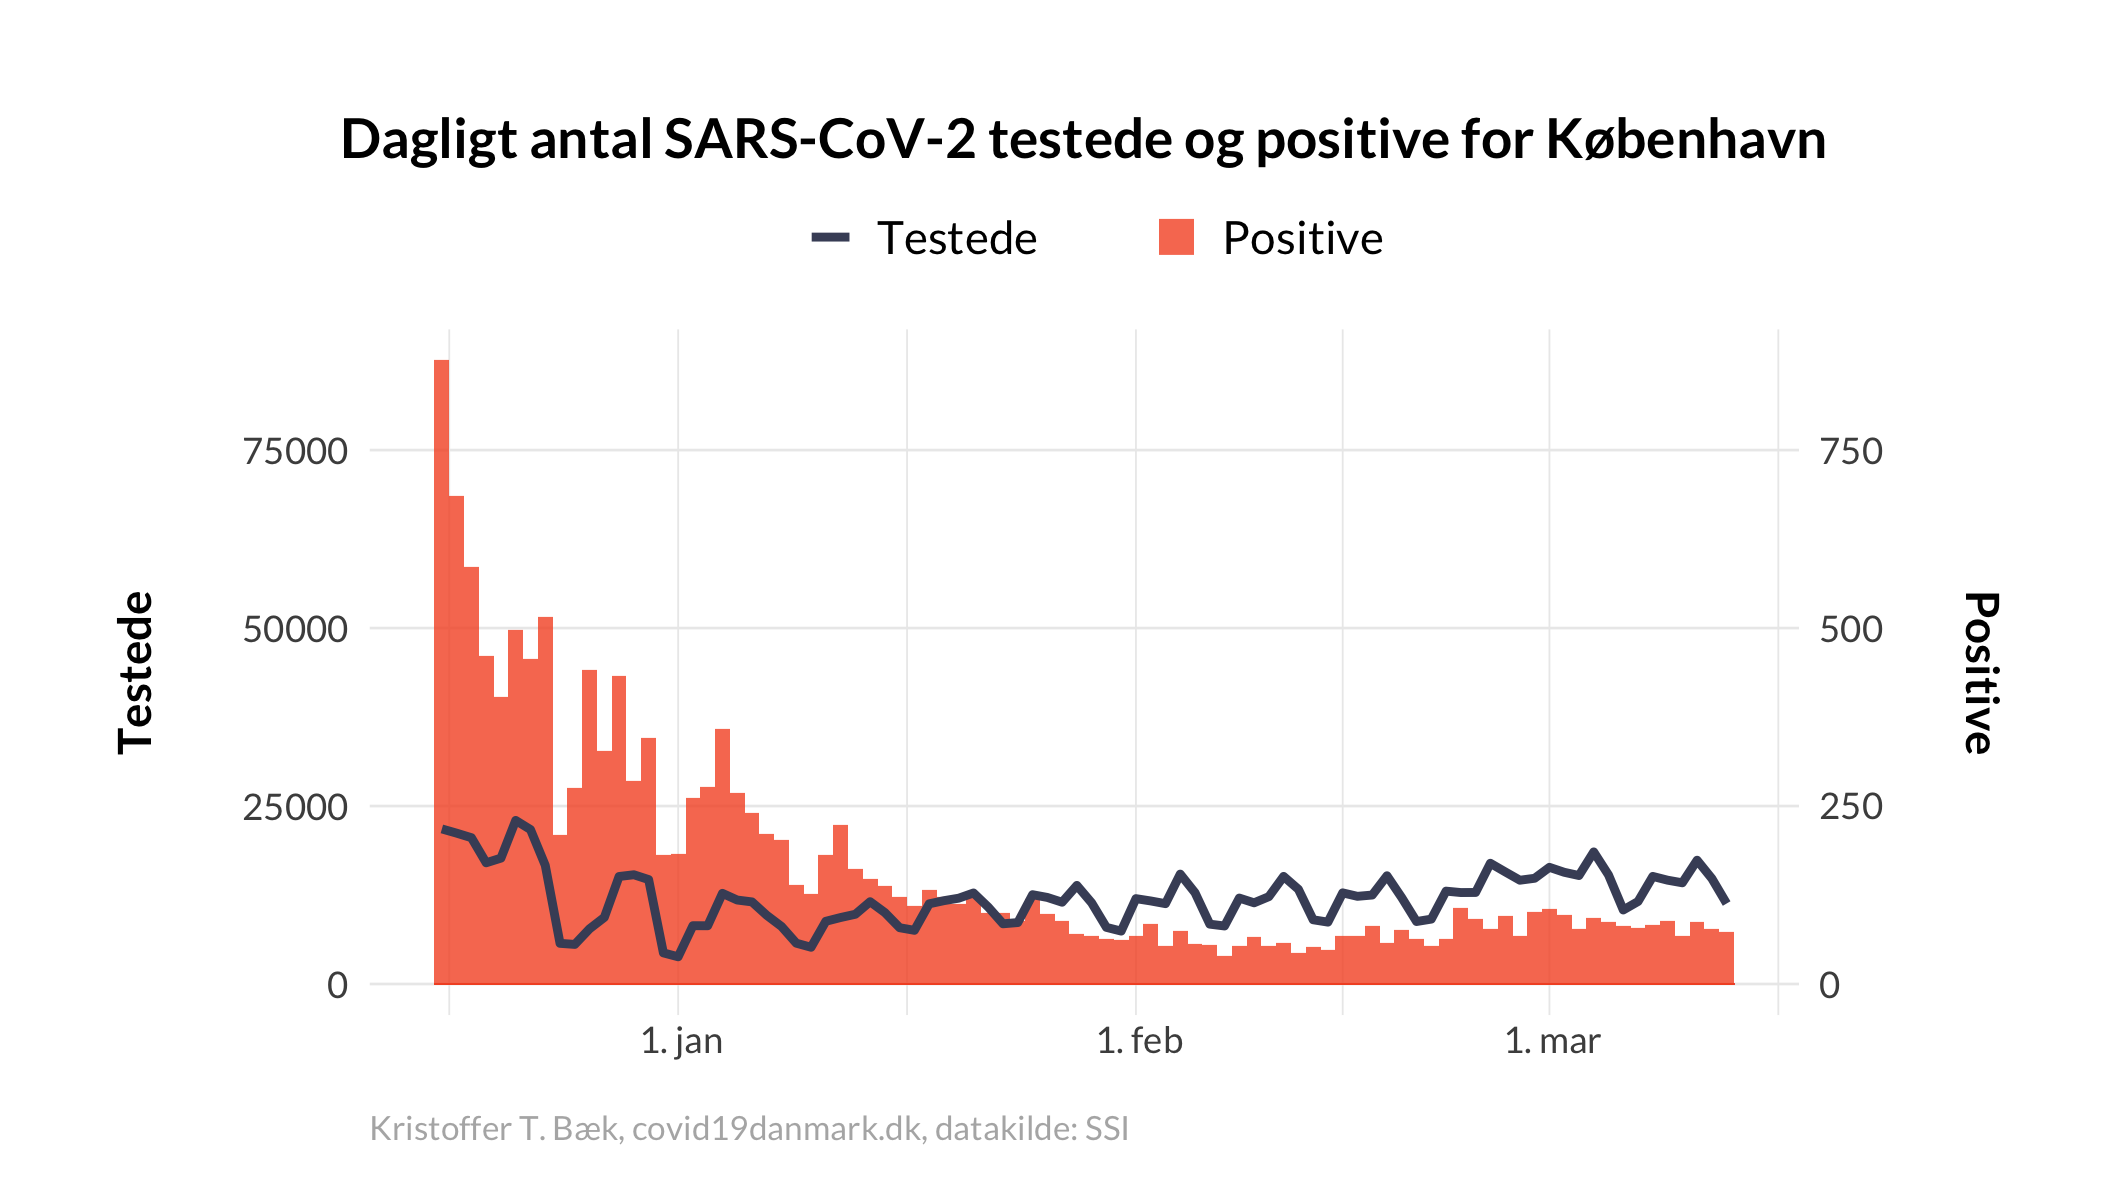 Dagligt antal SARS-CoV-2 testede og positive for København
Testede
Positive
Testede
75000
50000
25000
0
750
500
250
0
Positive
1. jan
1. feb
1. mar
Kristoffer T. Bæk, covid19danmark.dk, datakilde: SSI